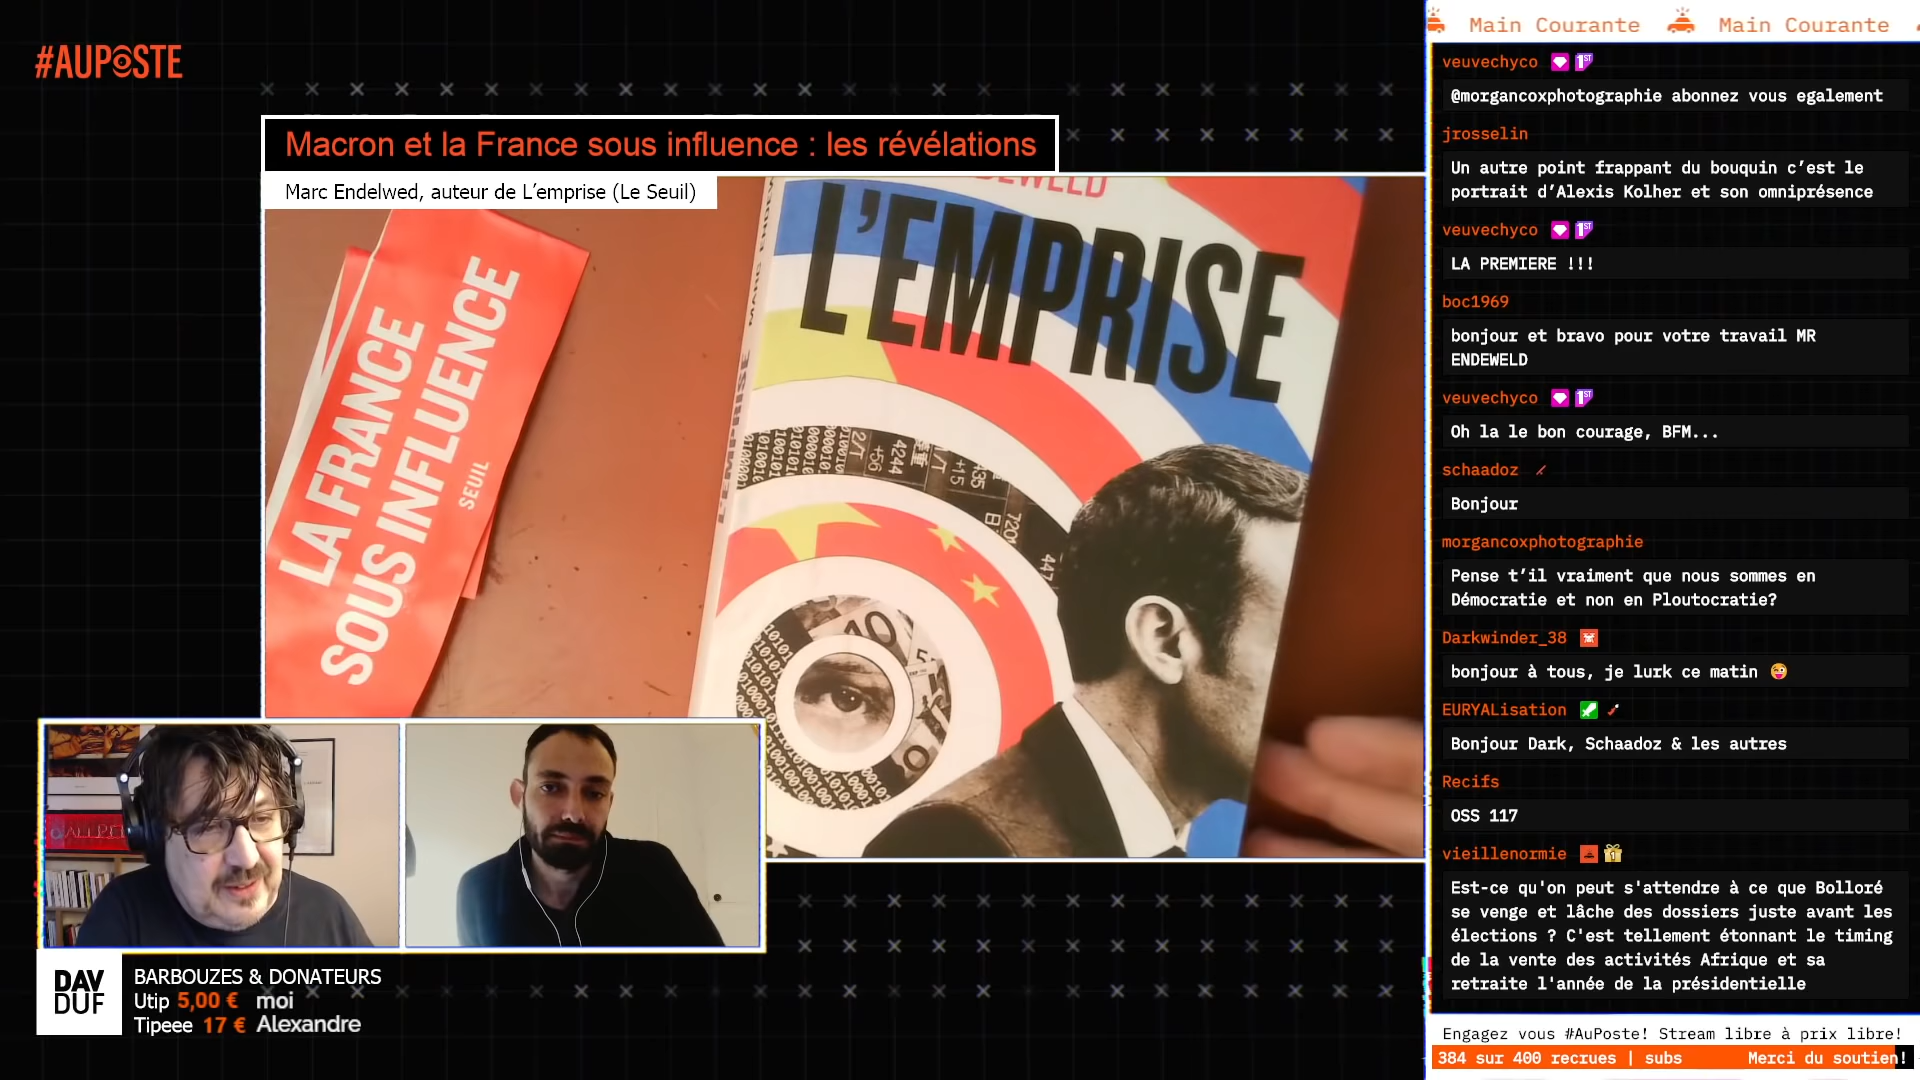 #AUPOSTE
Macron et la France sous influence : les révélations
Marc Endelwed, auteur de L'emprise (Le Seuil)
ENDEWELD
L'EMPRISE
L'EMPRISE
LA FRANCE
SOUS INFLUENCE
SEUIL
DAV
DUF
BARBOUZES & DONATEURS
Utip 5,00 € moi
Tipeee 17 € Alexandre
Main Courante Main Courante
veuvechyco
@morgancoxphotographie abonnez vous egalement
jrosselin
Un autre point frappant du bouquin c’est le
portrait d’Alexis Kolher et son omniprésence
veuvechyco
LA PREMIERE !!!
boc1969
bonjour et bravo pour votre travail MR
ENDEWELD
veuvechyco
Oh la le bon courage, BFM...
schaadoz
Bonjour
morgancoxphotographie
Pense t’il vraiment que nous sommes en
Démocratie et non en Ploutocratie?
Darkwinder_38
bonjour à tous, je lurk ce matin 😜
EURYALisation
Bonjour Dark, Schaadoz & les autres
Recifs
OSS 117
vieillenormie
Est-ce qu'on peut s'attendre à ce que Bolloré
se venge et lâche des dossiers juste avant les
élections ? C'est tellement étonnant le timing
de la vente des activités Afrique et sa
retraite l'année de la présidentielle
Engagez vous #AuPoste! Stream libre à prix libre!
384 sur 400 recrues | subs Merci du soutien!